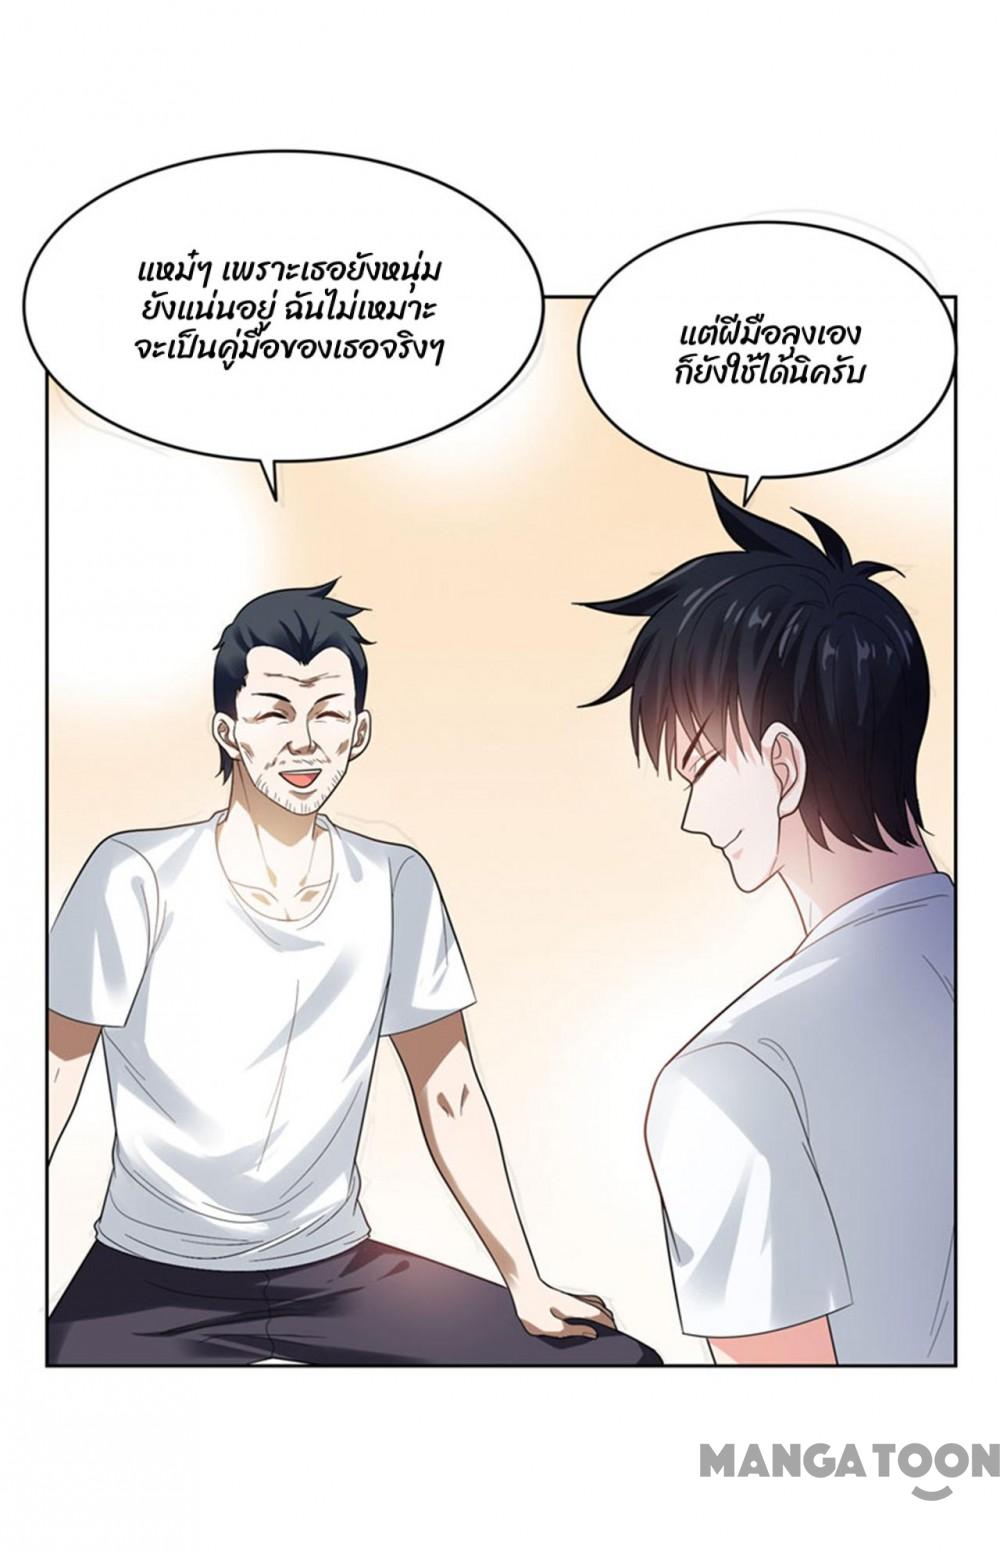 แหม๋ๆ เพราะเธอยังหนุ่ม
ยังแน่นอยู่ ฉันไม่เหมาะ
จะเป็นคู่มือของเธอจริงๆ
แต่ฝีมือลุงเอง
ก็ยังใช้ได้นิครับ
MANGATOON